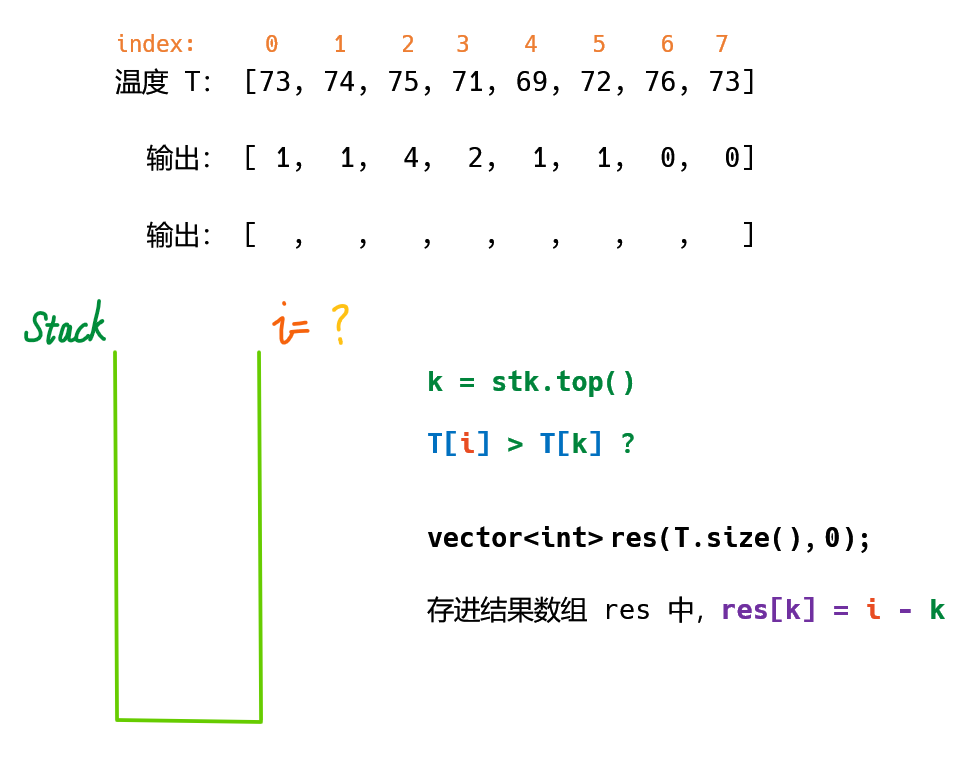 index: 0 1 2 3 4 5 6 7
温度 T: [73, 74, 75, 71, 69, 72, 76, 73]
输出: [ 1, 1, 4, 2, 1, 1, 0, 0]
输出: [ , , , , , , , ]
Stack
i= ?
k = stk.top()
T[i] > T[k] ?
vector<int> res(T.size(),0);
存进结果数组 res 中, res[k] = i - k